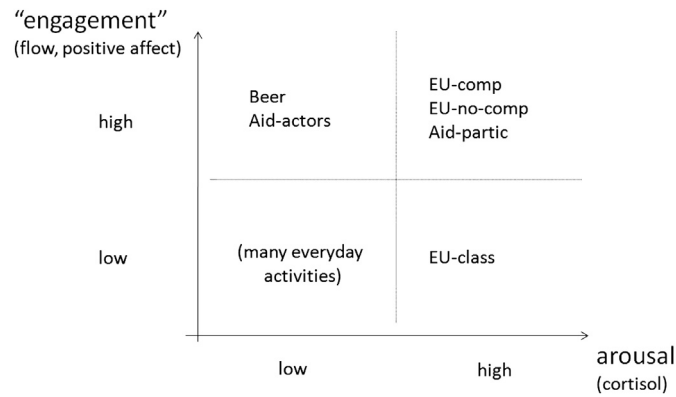 “engagement”
(flow, positive affect)
high
Beer
Aid-actors
EU-comp
EU-no-comp
Aid-partic
low
(many everyday
activities)
EU-class
low
high
arousal
(cortisol)